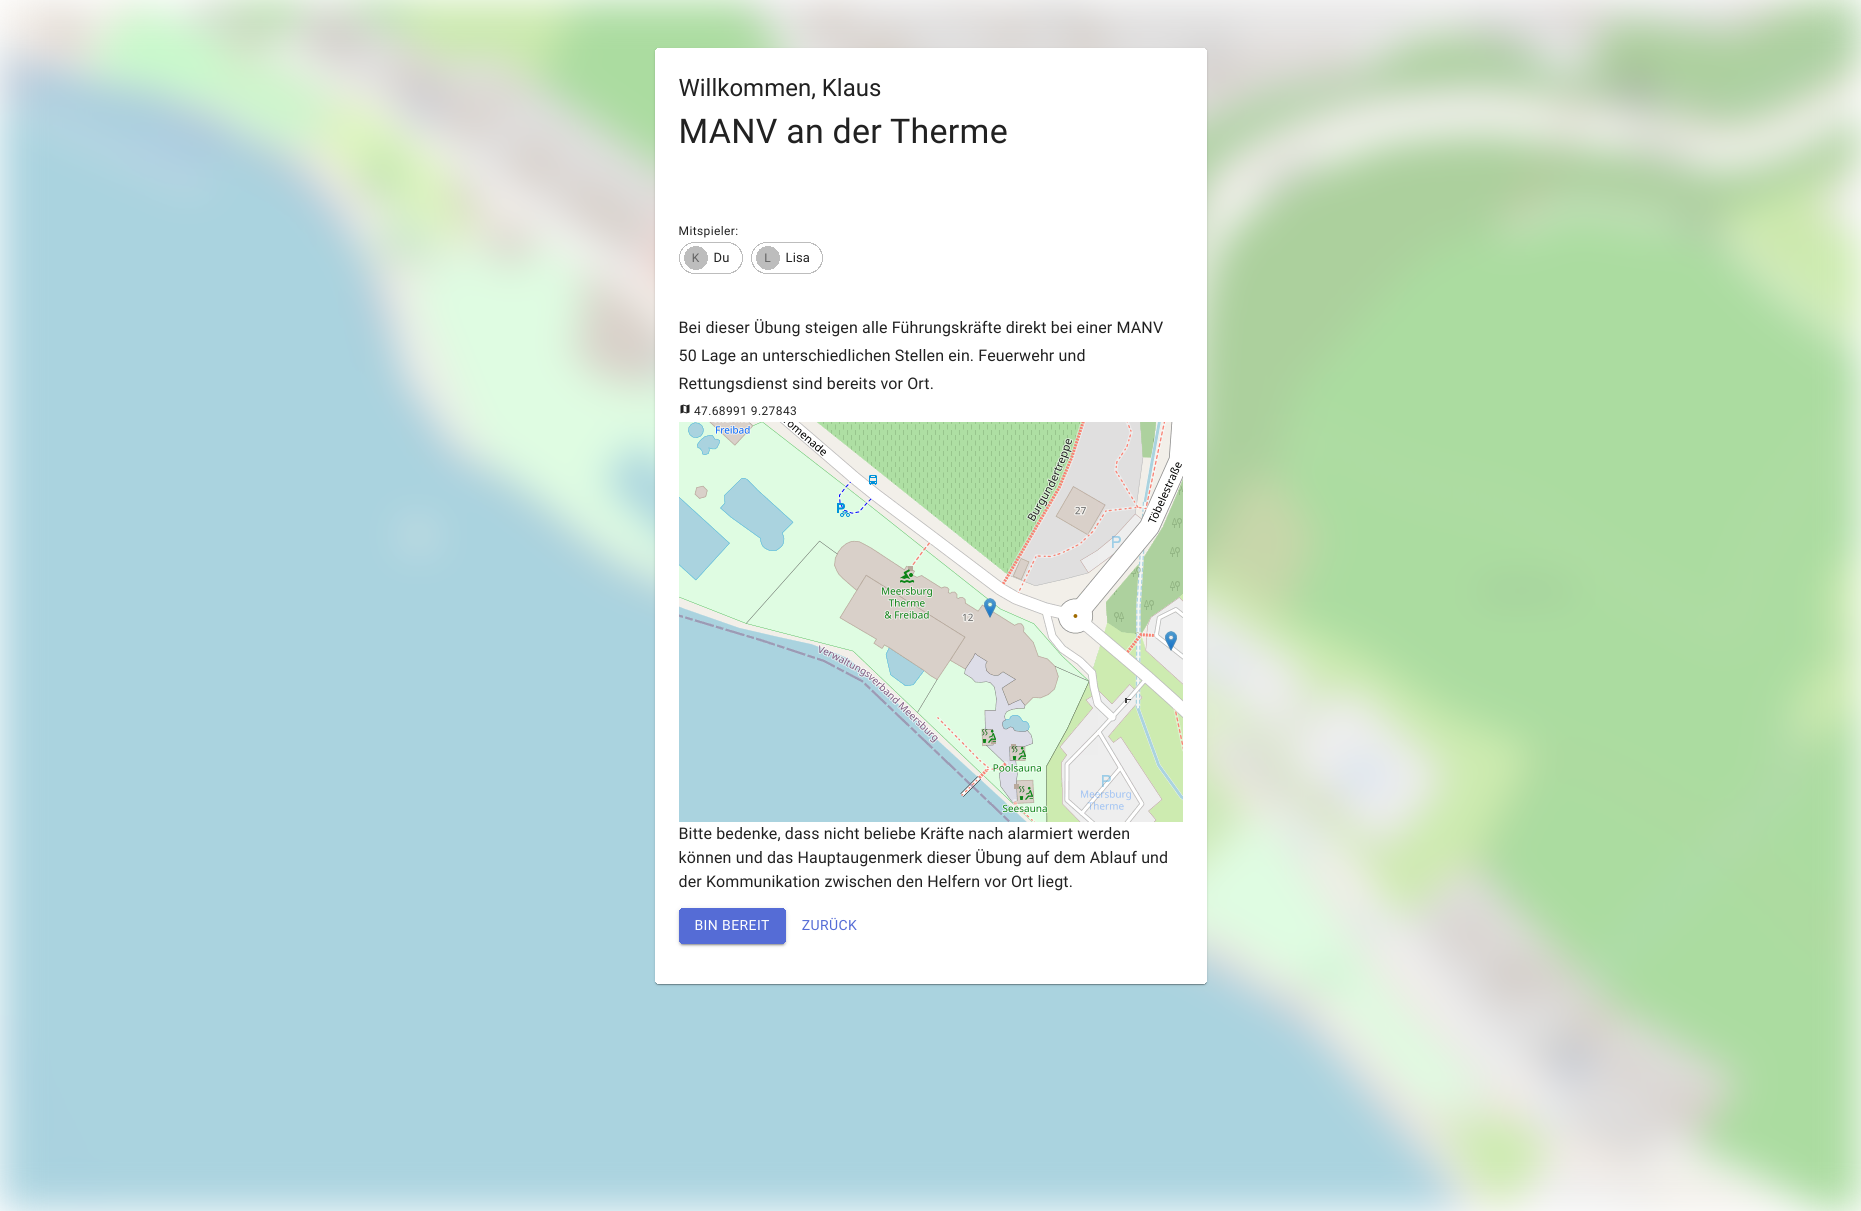 Willkommen, Klaus
MANV an der Therme
Mitspieler:
K Du
L Lisa
Bei dieser Übung steigen alle Führungskräfte direkt bei einer MANV
50 Lage an unterschiedlichen Stellen ein. Feuerwehr und
Rettungsdienst sind bereits vor Ort.
47.68991 9.27843
Freibad
omenade
Burgundertreppe
Töbelestraße
27
P
P
Meersburg
Therme
& Freibad
12
Verwaltungsverband Meersburg
Poolsauna
Seesauna
P
Meersburg
Therme
Bitte bedenke, dass nicht beliebe Kräfte nach alarmiert werden
können und das Hauptaugenmerk dieser Übung auf dem Ablauf und
der Kommunikation zwischen den Helfern vor Ort liegt.
BIN BEREIT
ZURÜCK